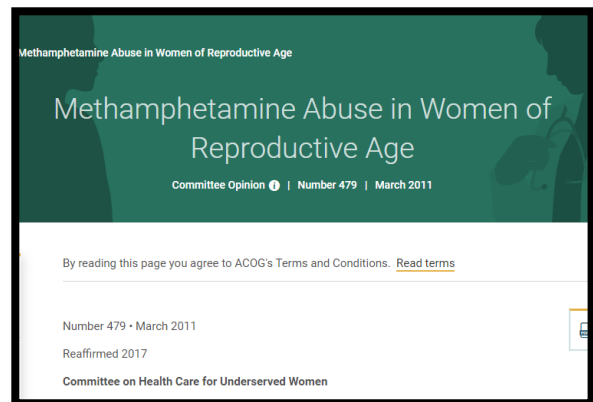 Methamphetamine Abuse in Women of Reproductive Age
Methamphetamine Abuse in Women of
Reproductive Age
Committee Opinion i | Number 479 | March 2011
By reading this page you agree to ACOG's Terms and Conditions. Read terms
Number 479 • March 2011
Reaffirmed 2017
Committee on Health Care for Underserved Women